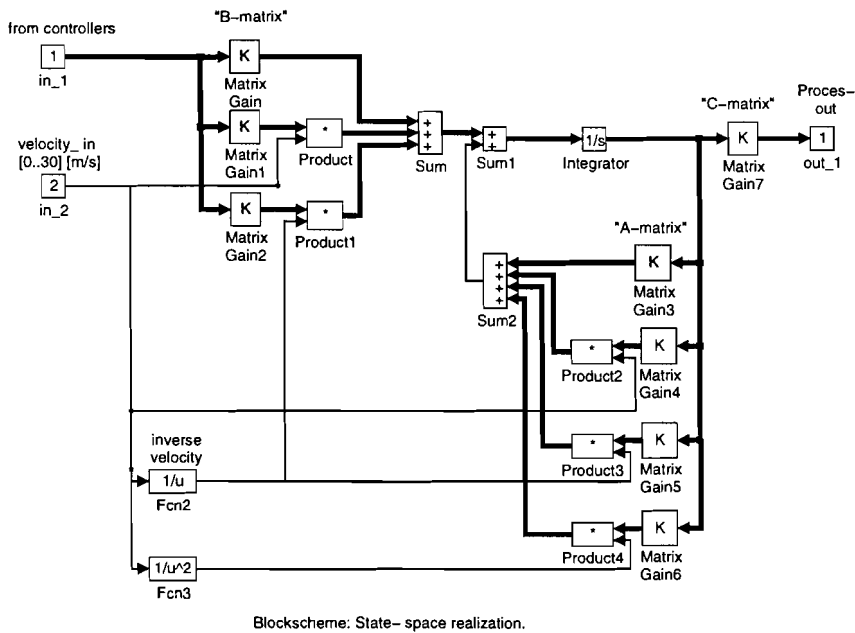 "B-matrix"
from controllers
1
in_1
K
Matrix
Gain
velocity_ in
[0..30] [m/s]
2
in_2
K
Matrix
Gain1
*
Product
K
Matrix
Gain2
*
Product1
+
+
+
Sum
+
+
Sum1
1/s
Integrator
"C-matrix"
K
Matrix
Gain7
Proces-
out
1
out_1
"A-matrix"
K
Matrix
Gain3
+
+
+
+
Sum2
*
Product2
K
Matrix
Gain4
*
Product3
K
Matrix
Gain5
*
Product4
K
Matrix
Gain6
inverse
velocity
1/u
Fcn2
1/u^2
Fcn3
Blockscheme: State- space realization.